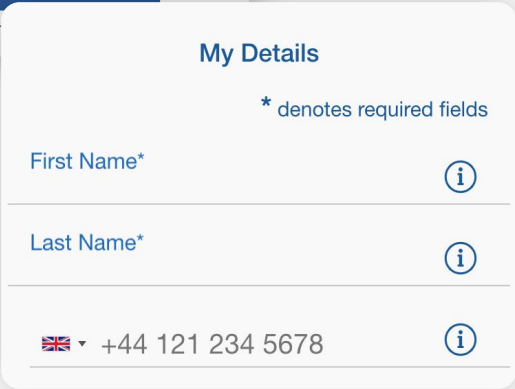 My Details
* denotes required fields
First Name*
Last Name*
+44 121 234 5678